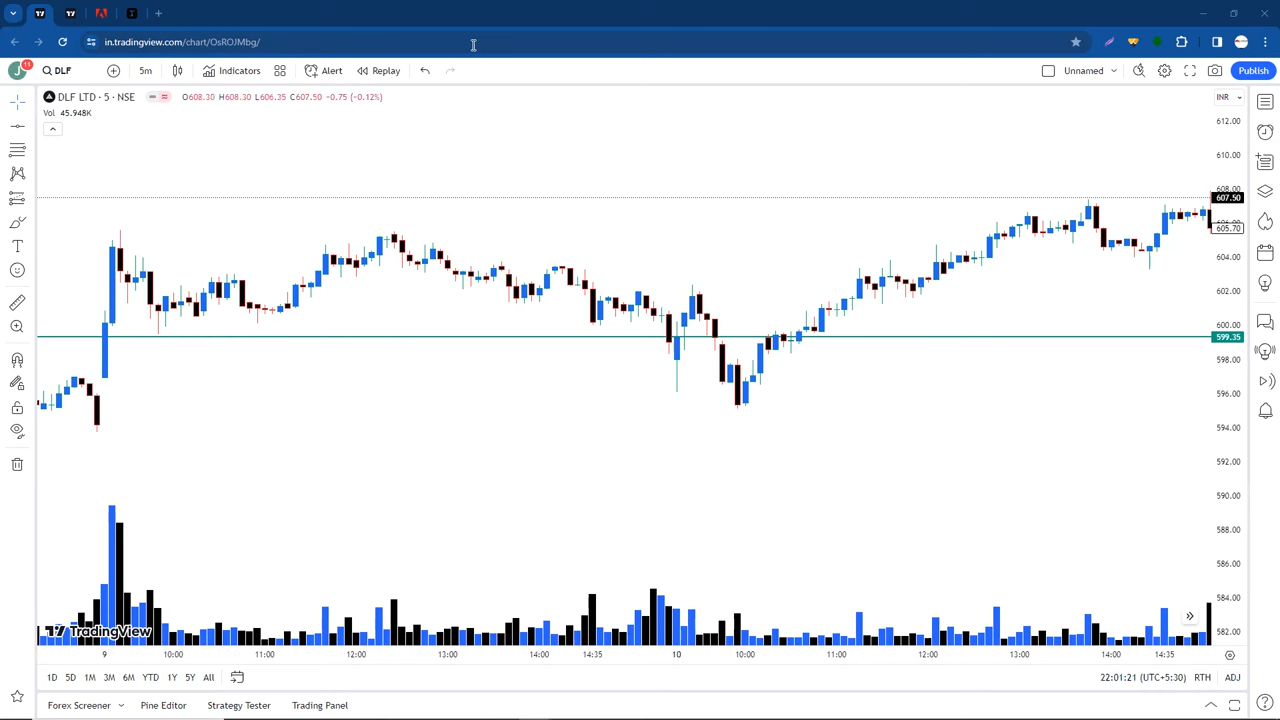 in.tradingview.com/chart/OsROJMbg/
J 11 DLF 5m Indicators Alert Replay Unnamed Publish
DLF LTD · 5 · NSE O608.30 H608.30 L606.35 C607.50 -0.75 (-0.12%) INR
Vol 45.948K
612.00
610.00
608.00
607.50
605.70
604.00
602.00
600.00
599.35
598.00
596.00
594.00
592.00
590.00
588.00
586.00
584.00
582.00
TradingView
9 10:00 11:00 12:00 13:00 14:00 14:35 10 10:00 11:00 12:00 13:00 14:00 14:35
1D 5D 1M 3M 6M YTD 1Y 5Y All 22:01:21 (UTC+5:30) RTH ADJ
Forex Screener Pine Editor Strategy Tester Trading Panel